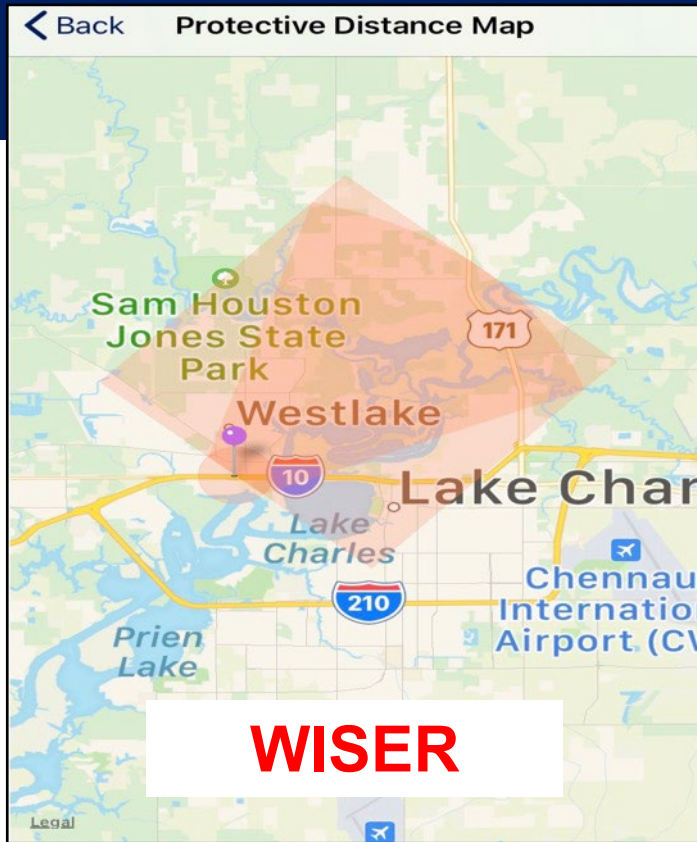 Back
Protective Distance Map
Sam Houston
Jones State
Park
171
Westlake
10
Lake Char
Lake
Charles
Chennau
Internatio
Airport (CV
210
Prien
Lake
WISER
Legal